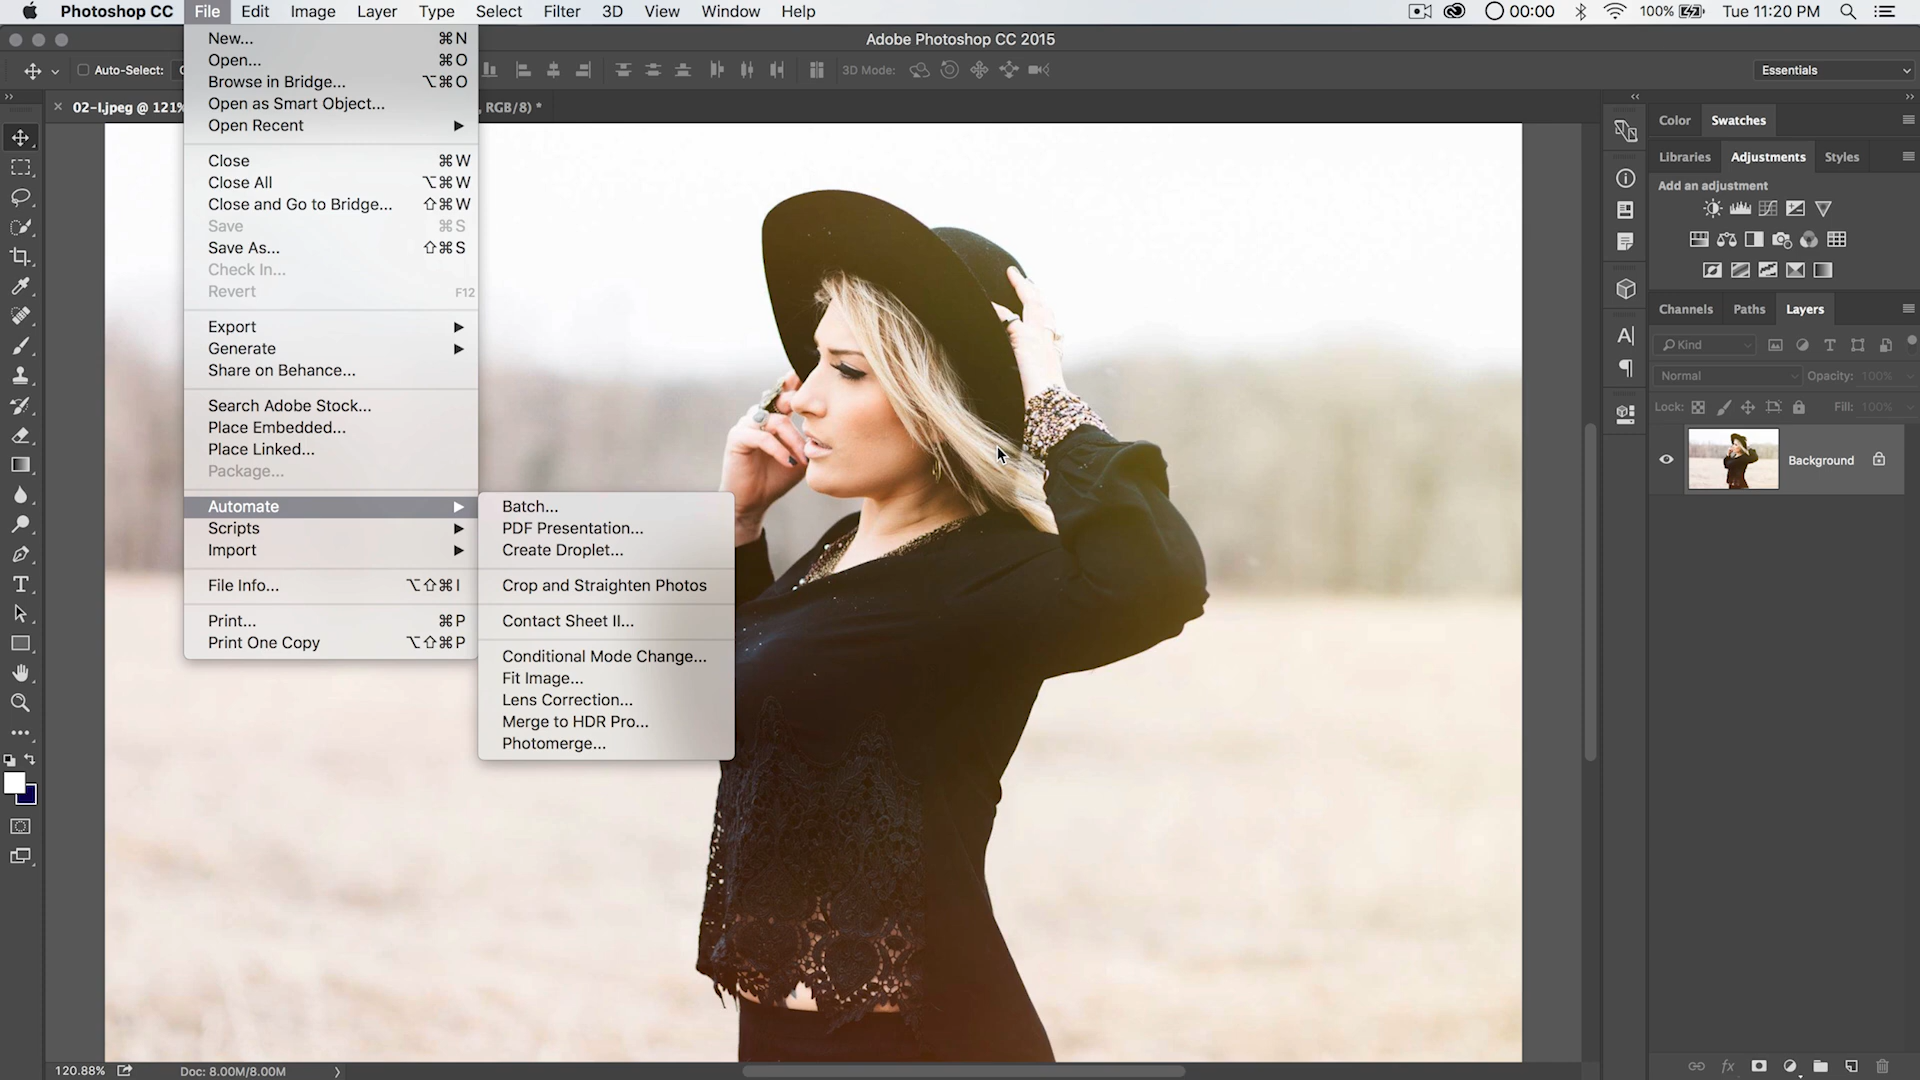 Photoshop CC File Edit Image Layer Type Select Filter 3D View Window Help 00:00 100% Tue 11:20 PM
Adobe Photoshop CC 2015
Auto-Select: 3D Mode: Essentials
02-l.jpeg @ 121% , RGB/8) *
New... ⌘N
Open... ⌘O
Browse in Bridge... ⌥⌘O
Open as Smart Object...
Open Recent ▶
Close ⌘W
Close All ⌥⌘W
Close and Go to Bridge... ⇧⌘W
Save ⌘S
Save As... ⇧⌘S
Check In...
Revert F12
Export ▶
Generate ▶
Share on Behance...
Search Adobe Stock...
Place Embedded...
Place Linked...
Package...
Automate ▶
Scripts ▶
Import ▶
File Info... ⌥⇧⌘I
Print... ⌘P
Print One Copy ⌥⇧⌘P
Batch...
PDF Presentation...
Create Droplet...
Crop and Straighten Photos
Contact Sheet II...
Conditional Mode Change...
Fit Image...
Lens Correction...
Merge to HDR Pro...
Photomerge...
Color Swatches
Libraries Adjustments Styles
Add an adjustment
Channels Paths Layers
Kind
Normal Opacity: 100%
Lock: Fill: 100%
Background
fx
120.88% Doc: 8.00M/8.00M